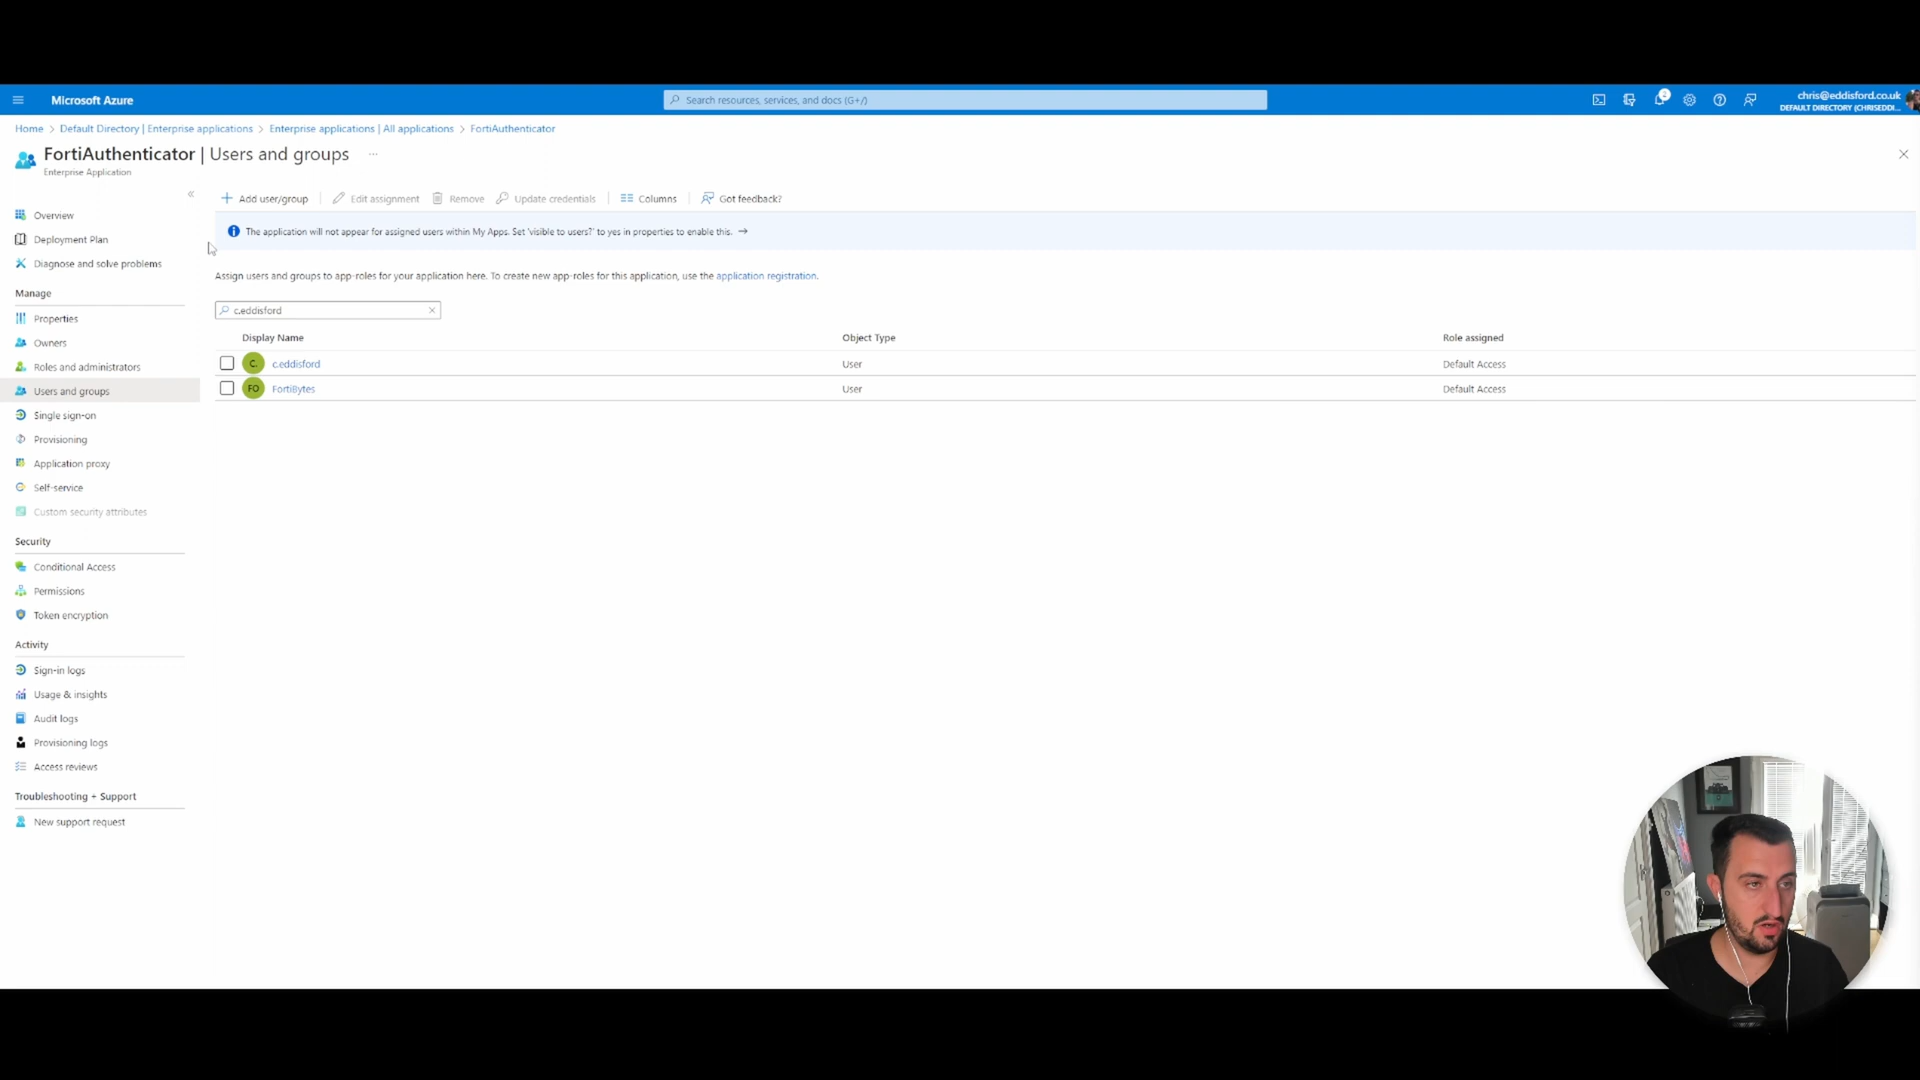 Microsoft Azure
Search resources, services, and docs (G+/)
2
chris@eddisford.co.uk
DEFAULT DIRECTORY (CHRISEDDI...
Home > Default Directory | Enterprise applications > Enterprise applications | All applications > FortiAuthenticator
FortiAuthenticator | Users and groups ...
Enterprise Application
Add user/group
Edit assignment
Remove
Update credentials
Columns
Got feedback?
Overview
Deployment Plan
Diagnose and solve problems
Manage
Properties
Owners
Roles and administrators
Users and groups
Single sign-on
Provisioning
Application proxy
Self-service
Custom security attributes
Security
Conditional Access
Permissions
Token encryption
Activity
Sign-in logs
Usage & insights
Audit logs
Provisioning logs
Access reviews
Troubleshooting + Support
New support request
The application will not appear for assigned users within My Apps. Set 'visible to users?' to yes in properties to enable this. →
Assign users and groups to app-roles for your application here. To create new app-roles for this application, use the application registration.
c.eddisford
Display Name Object Type Role assigned
C. c.eddisford User Default Access
FO FortiBytes User Default Access